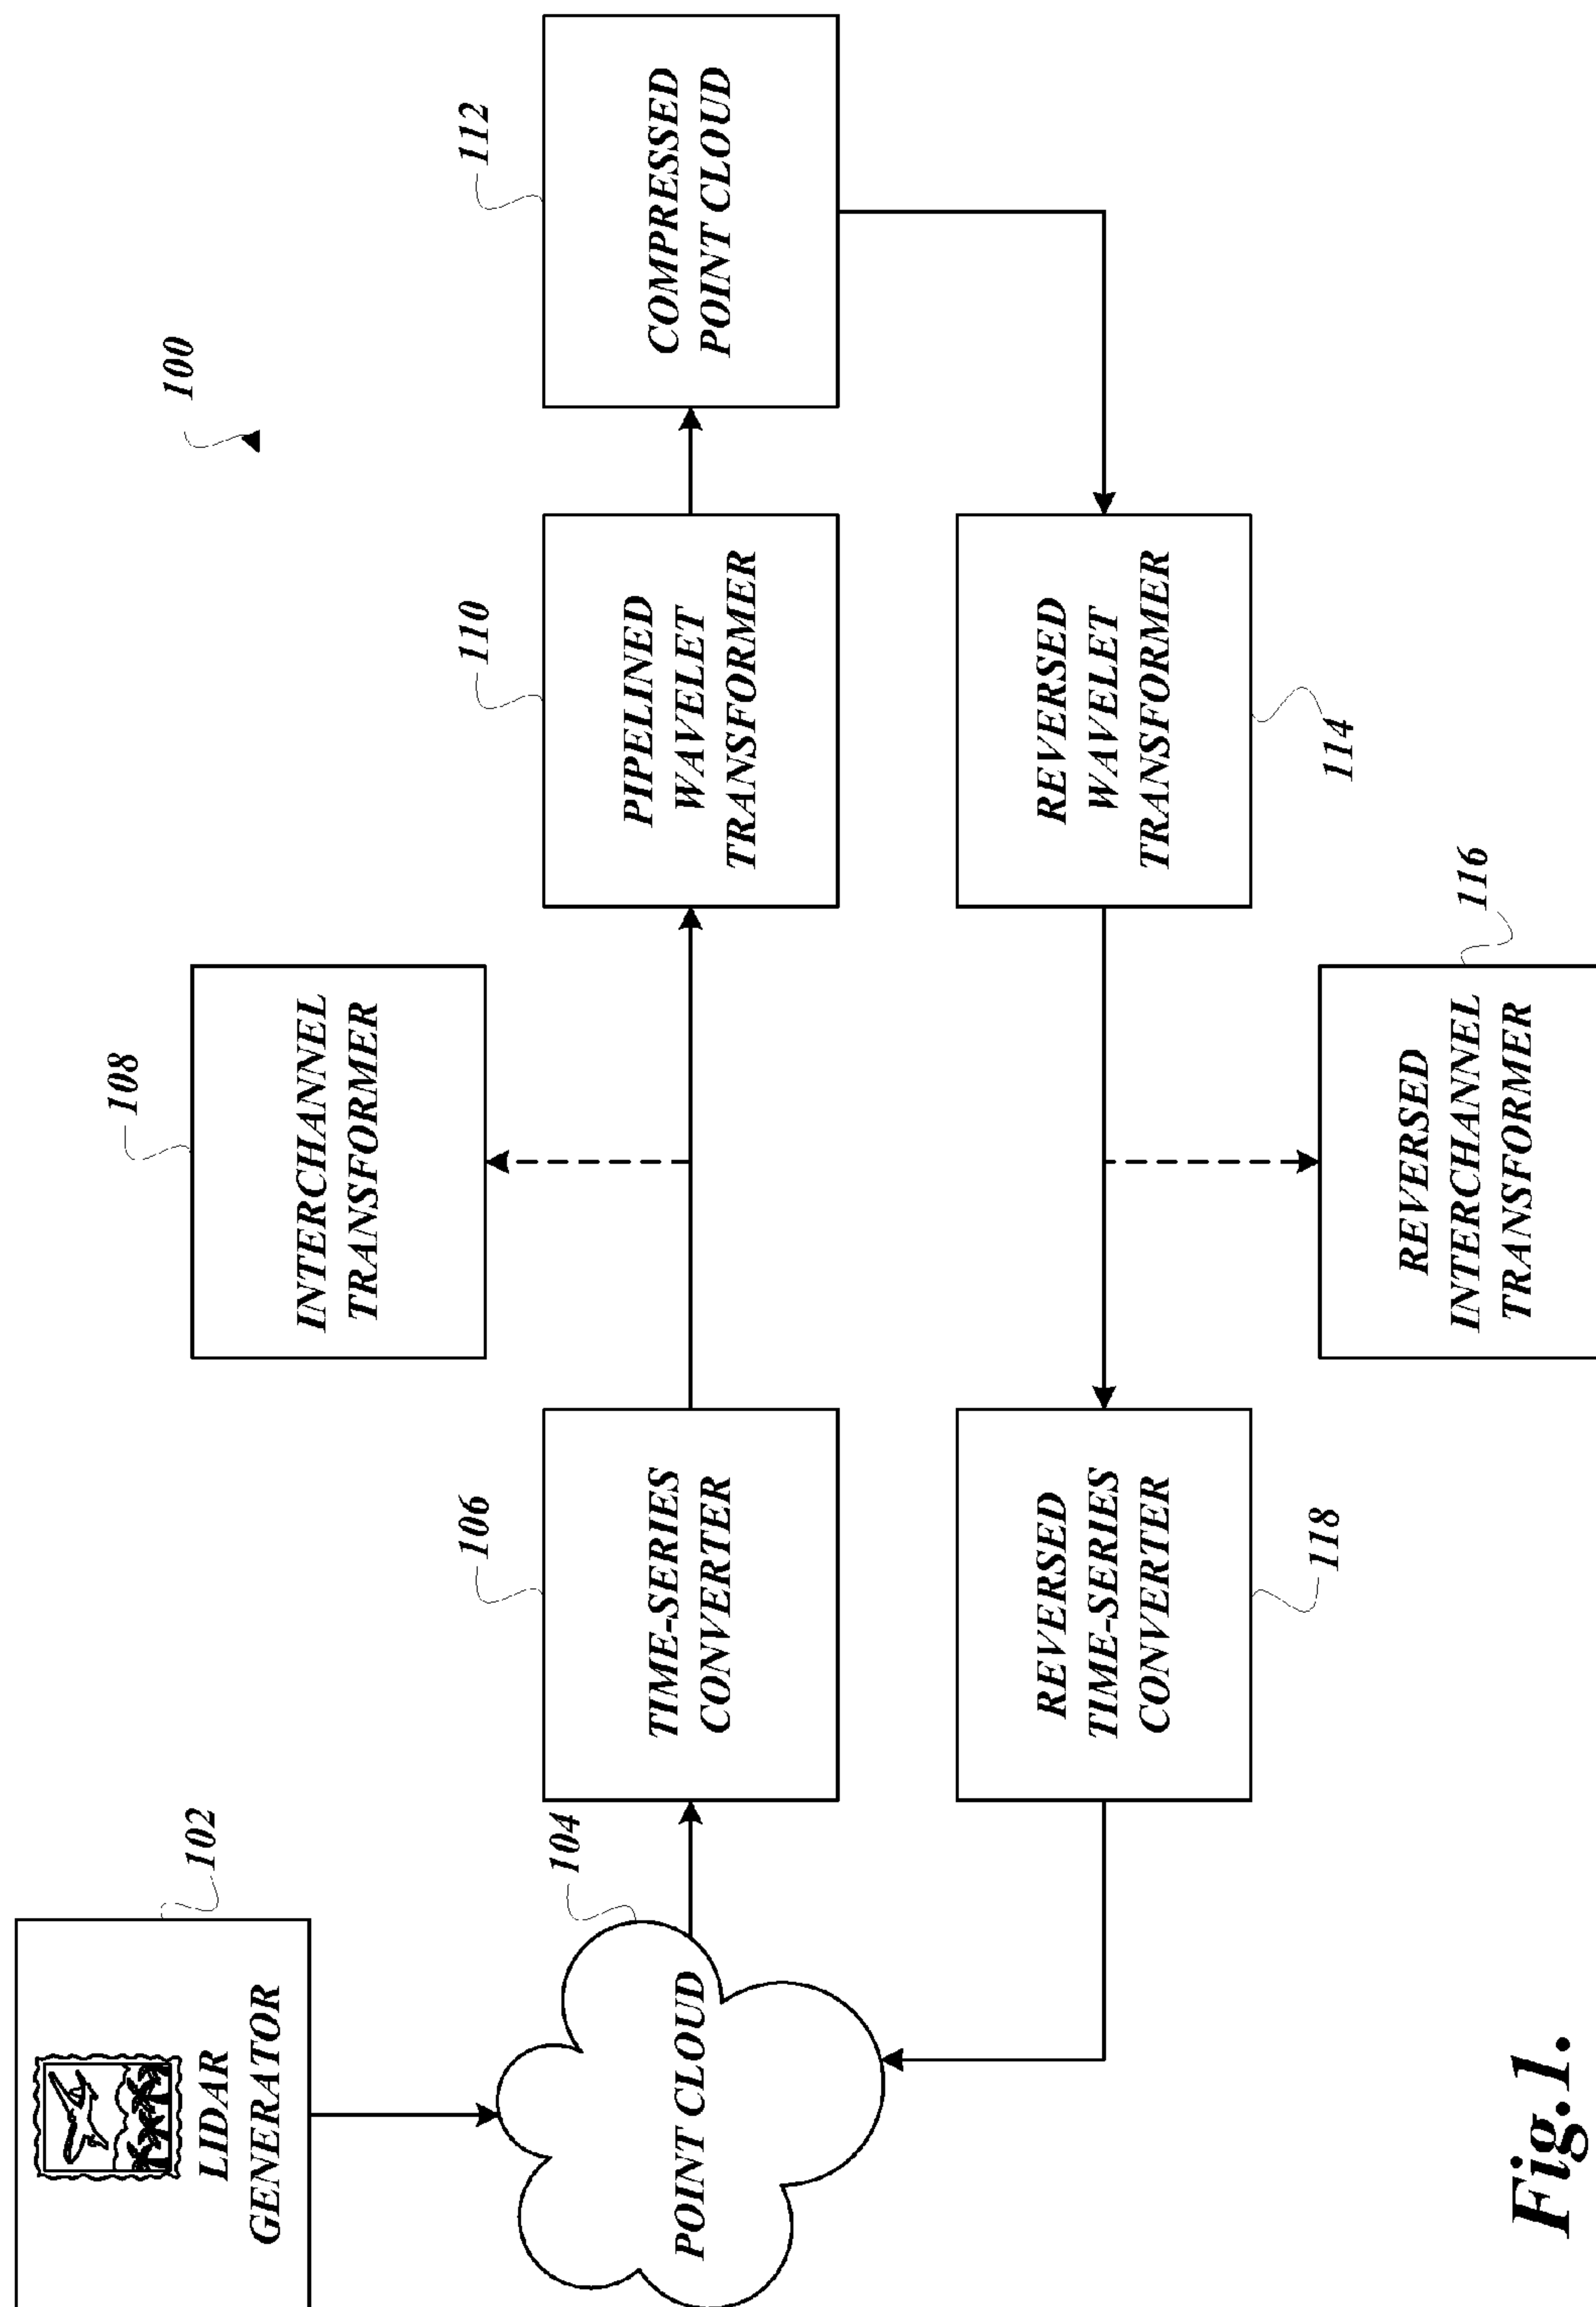 100
102
LIDAR
GENERATOR
104
POINT CLOUD
106
TIME-SERIES
CONVERTER
108
INTERCHANNEL
TRANSFORMER
110
PIPELINED
WAVELET
TRANSFORMER
112
COMPRESSED
POINT CLOUD
REVERSED
WAVELET
TRANSFORMER
114
116
REVERSED
INTERCHANNEL
TRANSFORMER
REVERSED
TIME-SERIES
CONVERTER
118
Fig.1.